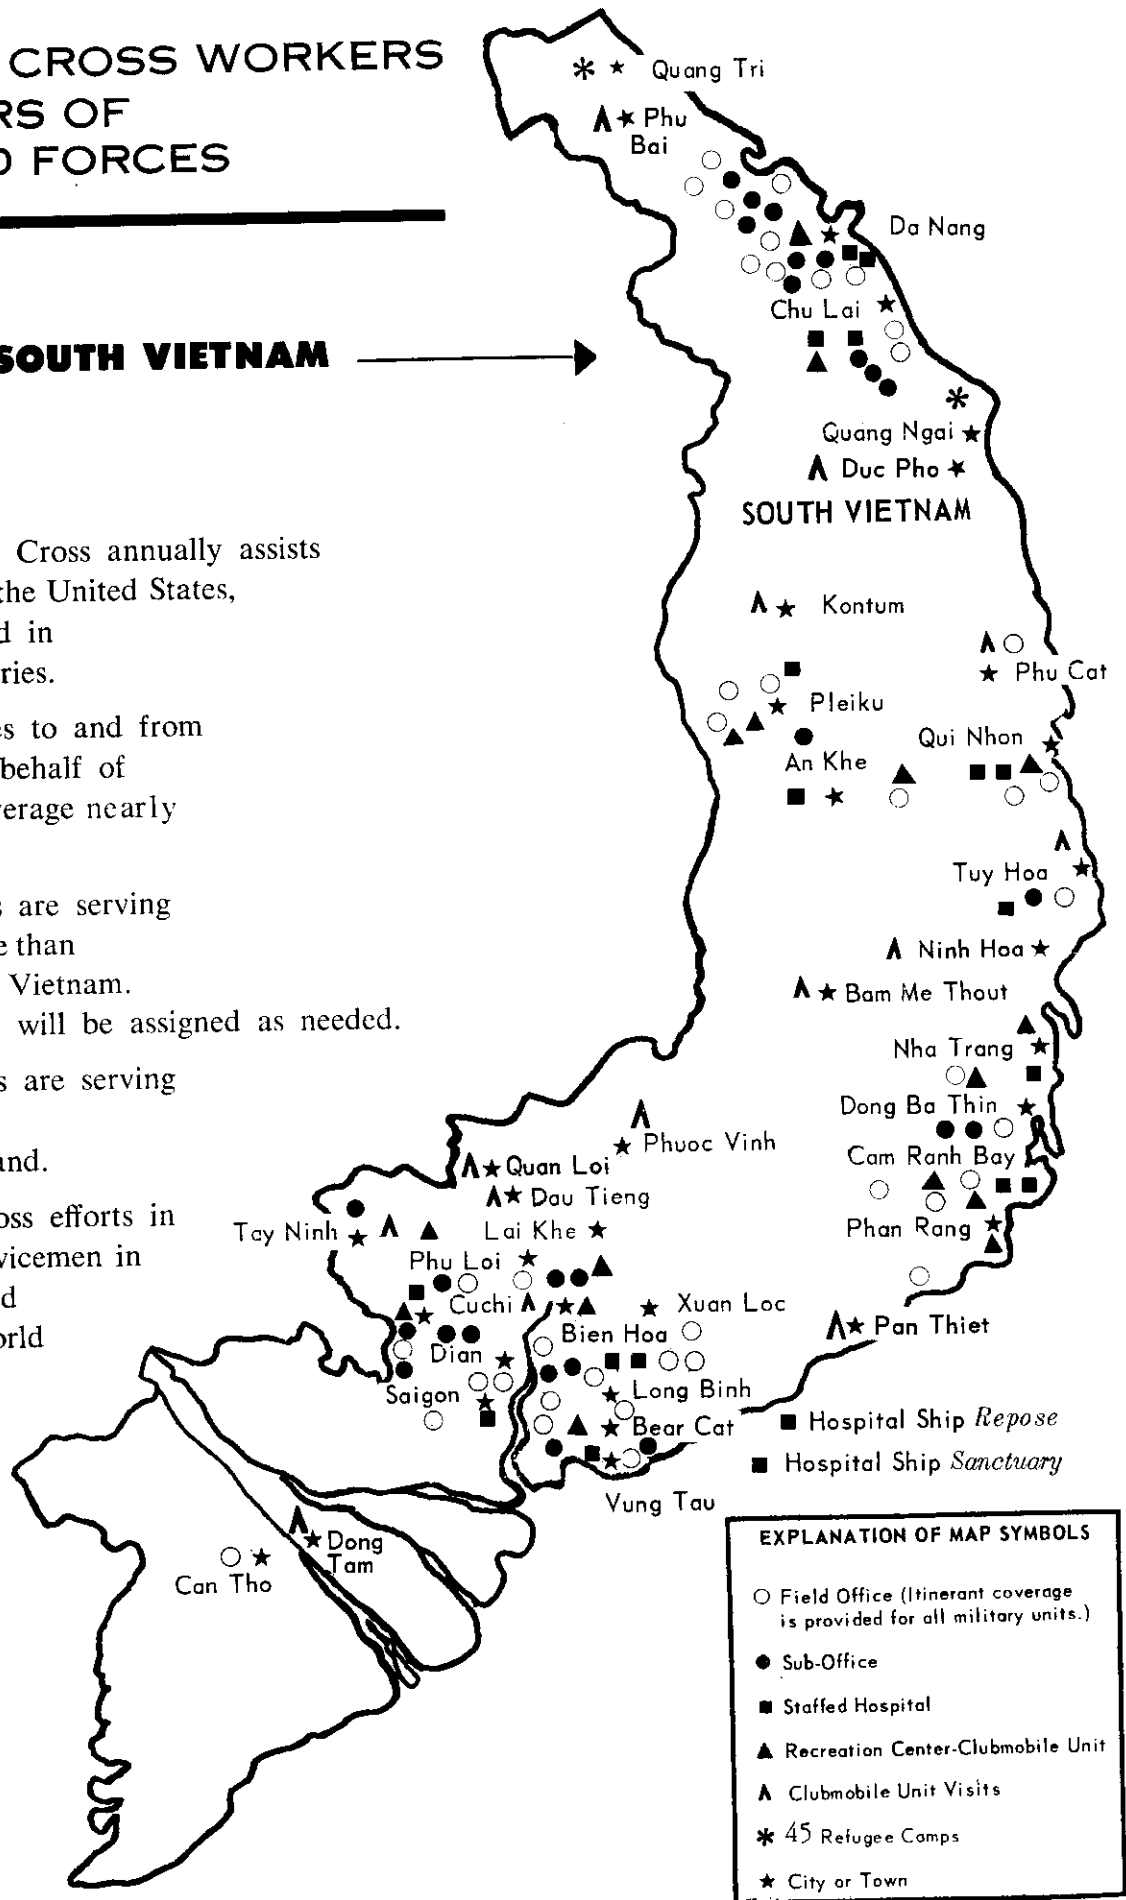 CROSS WORKERS
RS OF
FORCES
SOUTH VIETNAM
Cross annually assists
the United States,
d in
ries.
es to and from
behalf of
verage nearly
s are serving
e than
Vietnam.
will be assigned as needed.
s are serving
and.
oss efforts in
vicemen in
d
orld
Quang Tri
Phu
Bai
Da Nang
Chu Lai
Quang Ngai
Duc Pho
SOUTH VIETNAM
Kontum
Phu Cat
Pleiku
Qui Nhon
An Khe
Tuy Hoa
Ninh Hoa
Bam Me Thout
Nha Trang
Dong Ba Thin
Phuoc Vinh
Cam Ranh Bay
Quan Loi
Dau Tieng
Tay Ninh
Lai Khe
Phan Rang
Phu Loi
Cuchi
Xuan Loc
Pan Thiet
Bien Hoa
Dian
Saigon
Long Binh
Bear Cat
Hospital Ship Repose
Hospital Ship Sanctuary
Vung Tau
Dong
Tam
Can Tho
EXPLANATION OF MAP SYMBOLS
Field Office (Itinerant coverage
is provided for all military units.)
Sub-Office
Staffed Hospital
Recreation Center-Clubmobile Unit
Clubmobile Unit Visits
45 Refugee Camps
City or Town